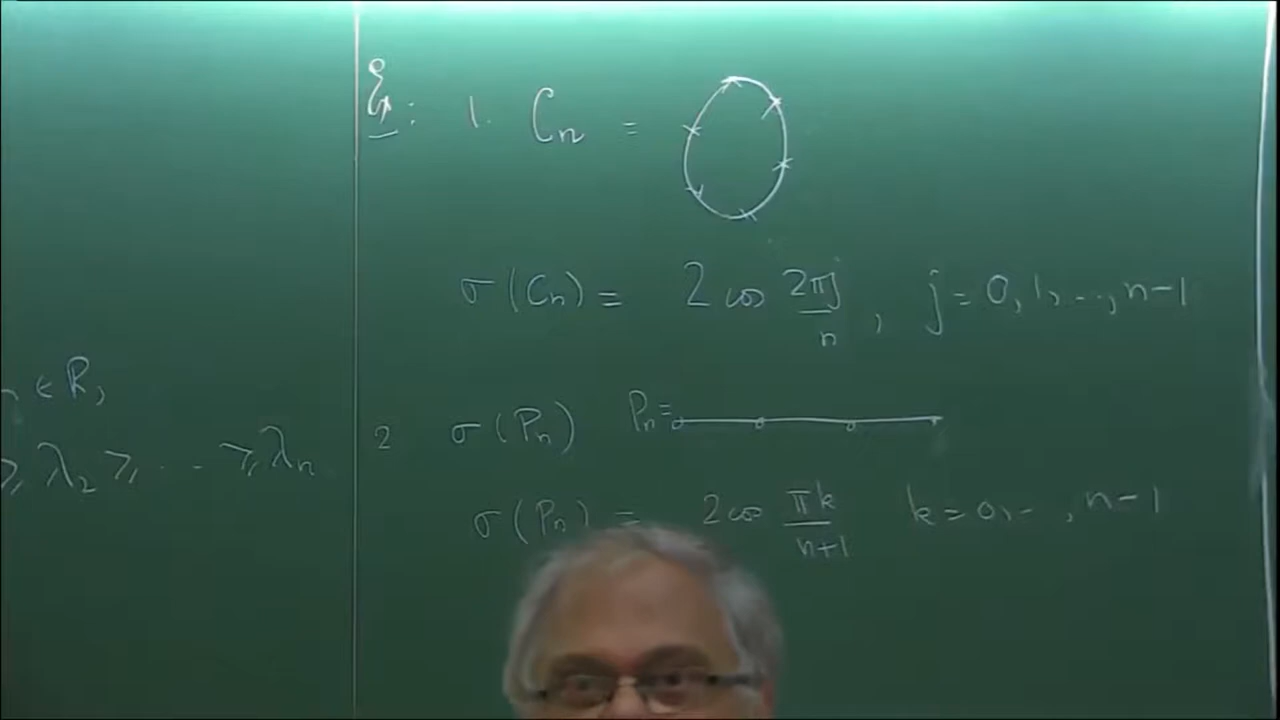 Ex: 1. Cn =
σ(Cn) = 2 cos 2πj/n, j = 0, 1, ..., n-1
n ∈ R,
≥ λ2 ≥ ... ≥ λn
2 σ(Pn) Pn =
σ(Pn) = 2 cos πk/n+1 k = 0, .. , n-1